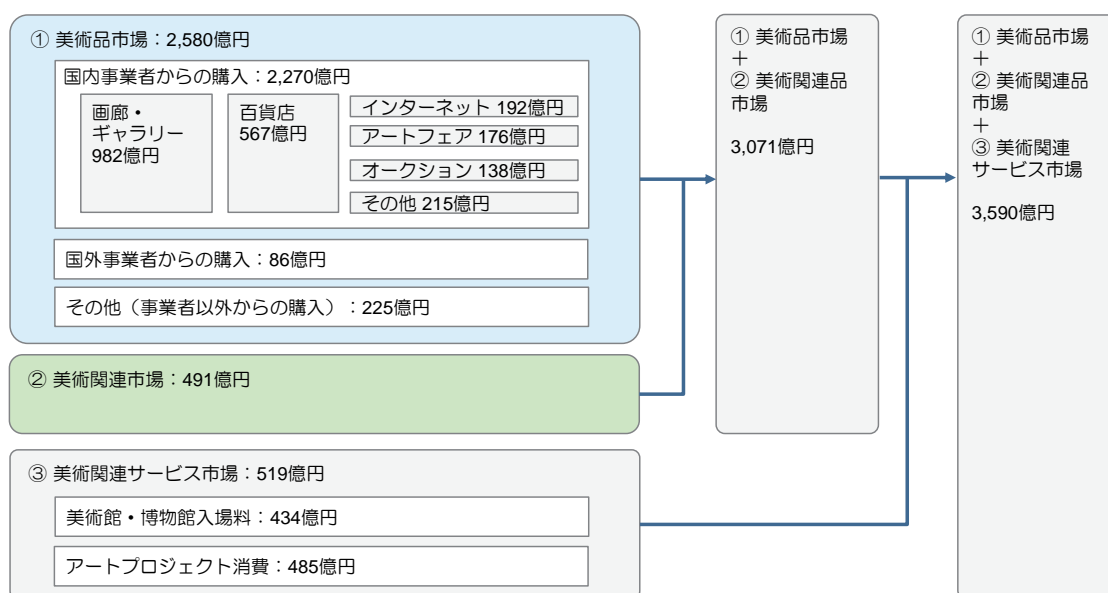 ① 美術品市場：2,580億円
国内事業者からの購入：2,270億円
画廊・
ギャラリー
982億円
百貨店
567億円
インターネット 192億円
アートフェア 176億円
オークション 138億円
その他 215億円
国外事業者からの購入：86億円
その他（事業者以外からの購入）：225億円
② 美術関連市場：491億円
③ 美術関連サービス市場：519億円
美術館・博物館入場料：434億円
アートプロジェクト消費：485億円
① 美術品市場
＋
② 美術関連品
市場
3,071億円
① 美術品市場
＋
② 美術関連品
市場
＋
③ 美術関連
サービス市場
3,590億円